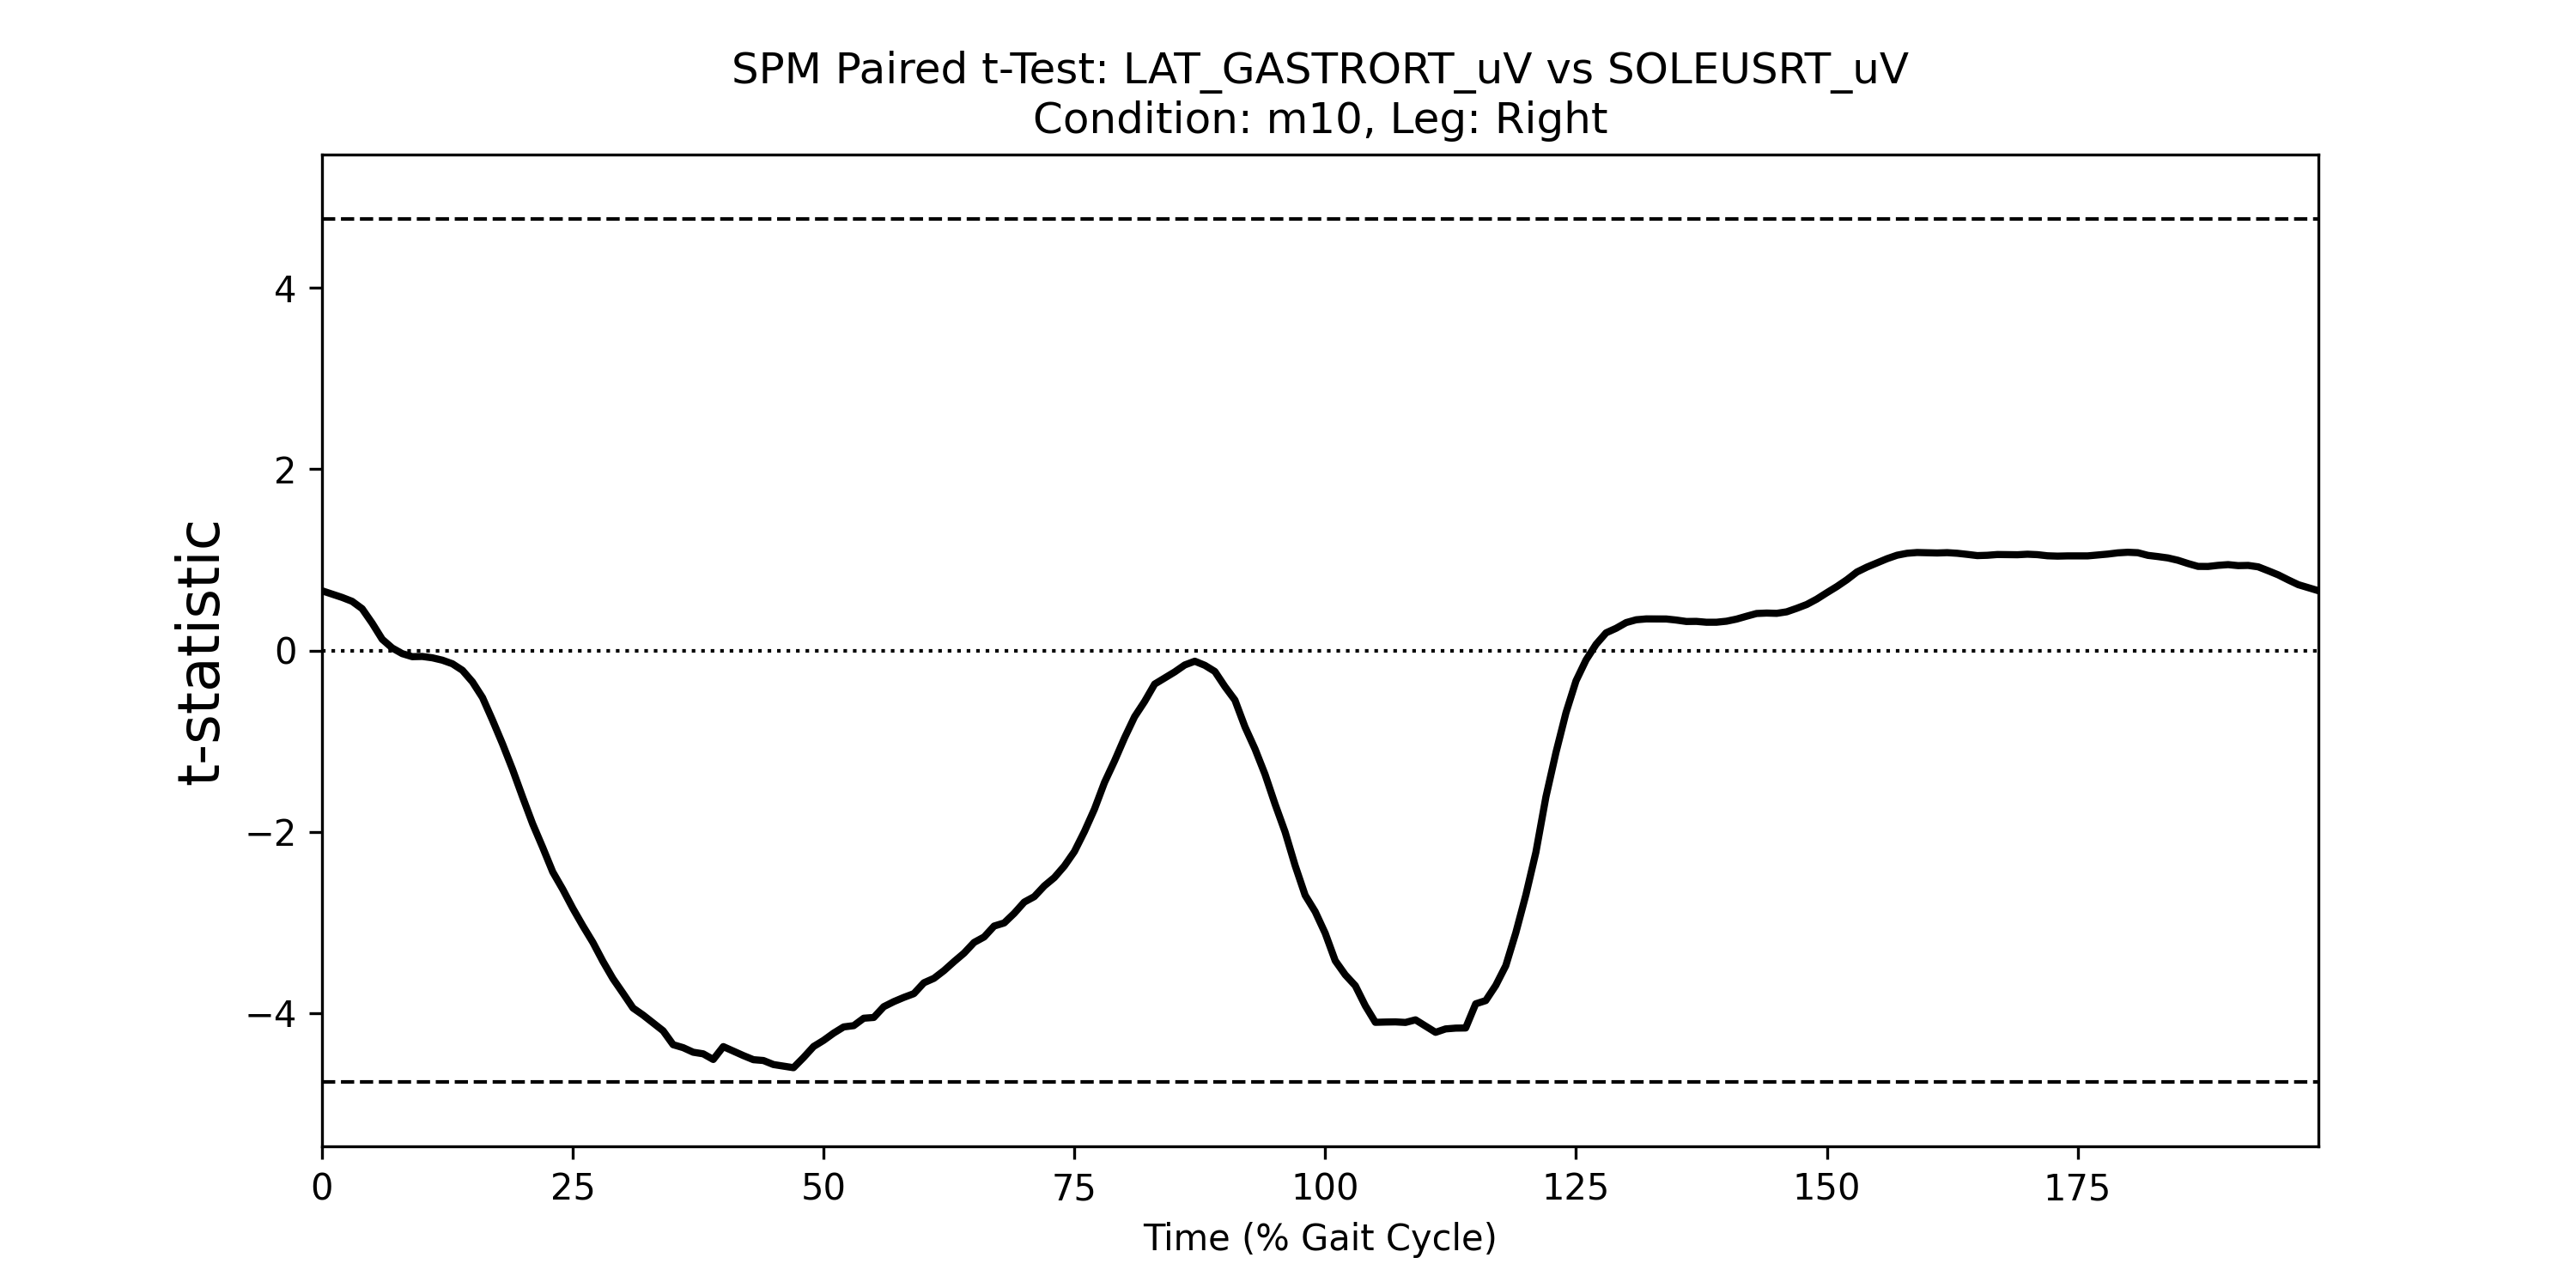 SPM Paired t-Test: LAT_GASTRORT_uV vs SOLEUSRT_uV
Condition: m10, Leg: Right
t-statistic
4
2
0
−2
−4
0 25 50 75 100 125 150 175
Time (% Gait Cycle)